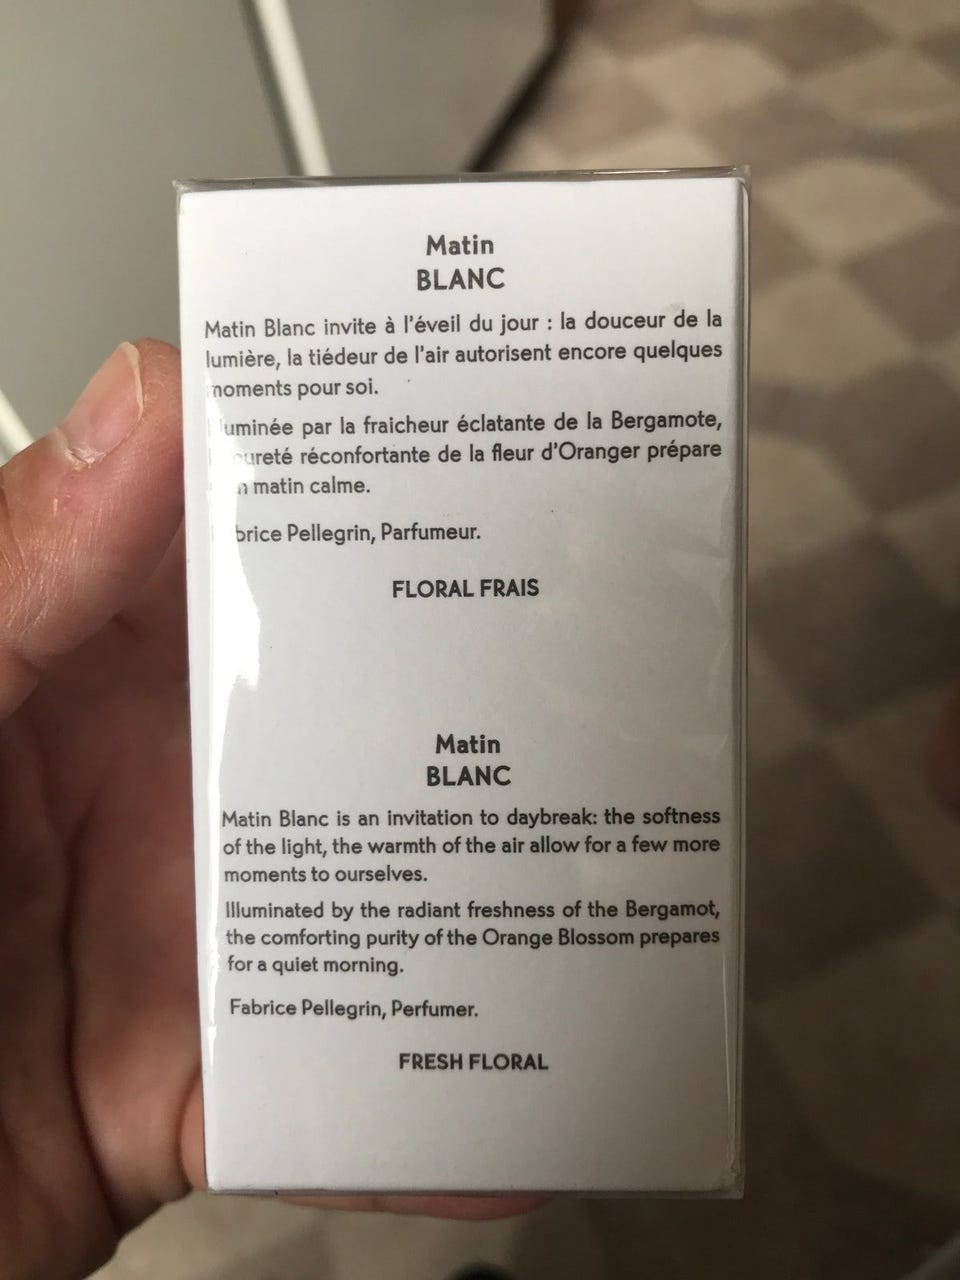 Matin
BLANC
Matin Blanc invite à l'éveil du jour : la douceur de la
lumière, la tiédeur de l'air autorisent encore quelques
moments pour soi.
par la fraicheur éclatante de la Bergamote,
réconfortante de la fleur d'Oranger prépare
matin calme.
Pellegrin, Parfumeur.
FLORAL FRAIS
Matin
BLANC
Matin Blanc is an invitation to daybreak: the softness
of the light, the warmth of the air allow for a few more
moments to ourselves.
Illuminated by the radiant freshness of the Bergamot,
the comforting purity of the Orange Blossom prepares
for a quiet morning.
Fabrice Pellegrin, Perfumer.
FRESH FLORAL